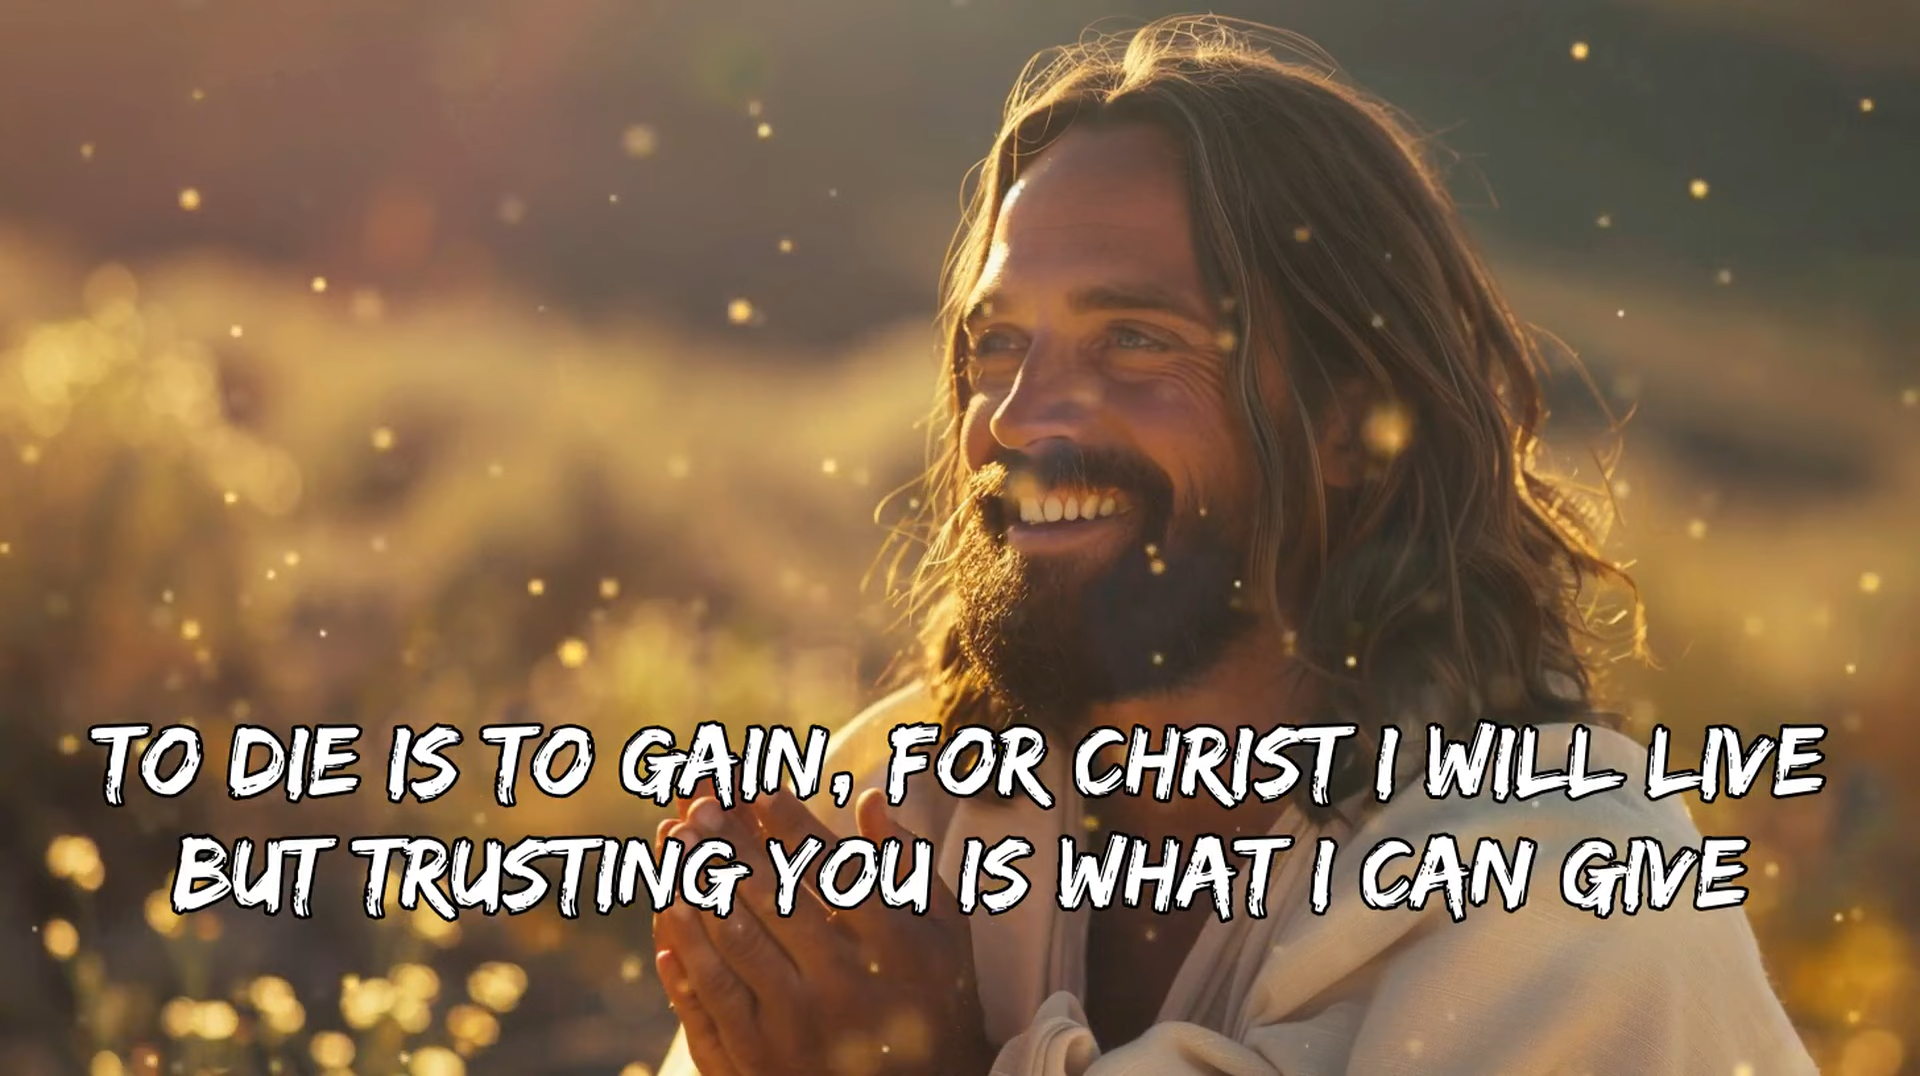 TO DIE IS TO GAIN, FOR CHRIST I WILL LIVE
BUT TRUSTING YOU IS WHAT I CAN GIVE